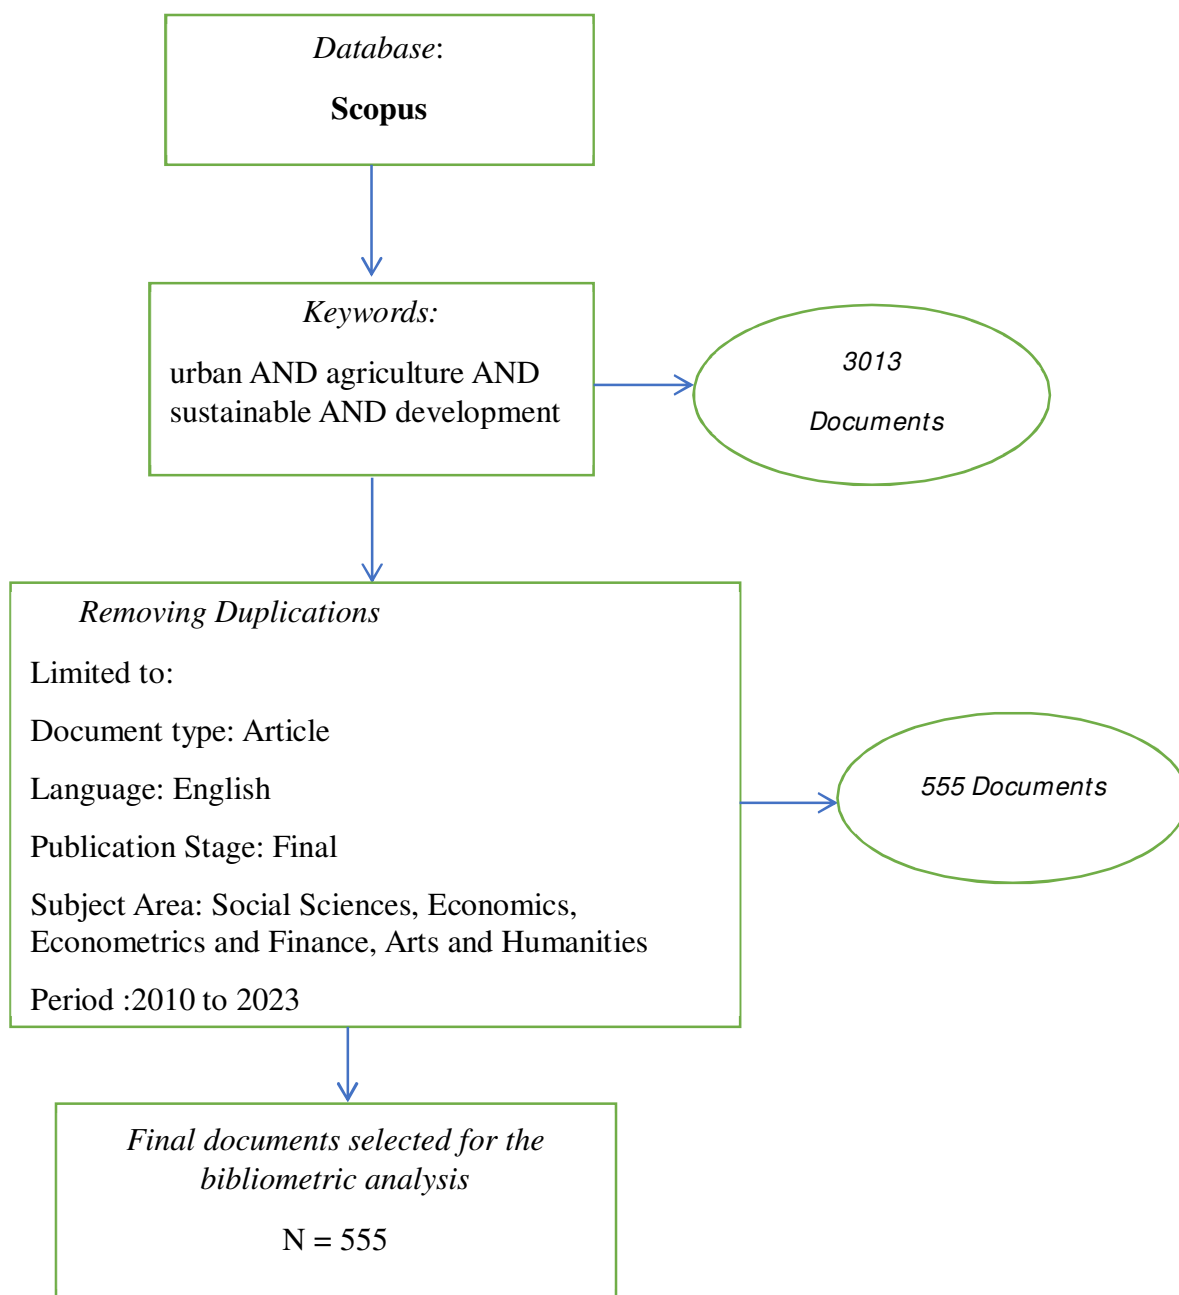 Database:
Scopus
Keywords:
urban AND agriculture AND
sustainable AND development
3013
Documents
Removing Duplications
Limited to:
Document type: Article
Language: English
Publication Stage: Final
Subject Area: Social Sciences, Economics,
Econometrics and Finance, Arts and Humanities
Period :2010 to 2023
555 Documents
Final documents selected for the
bibliometric analysis
N = 555